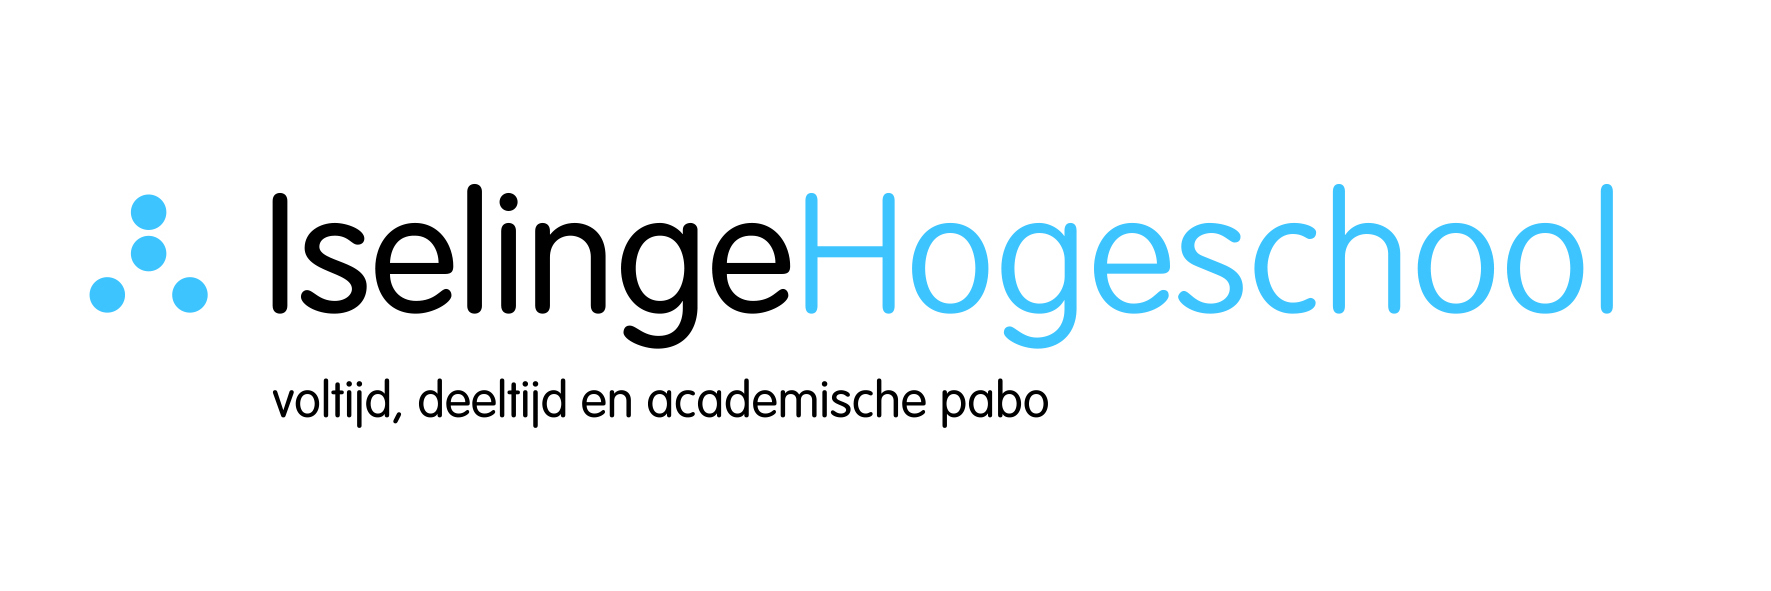 IselingeHogeschool
voltijd, deeltijd en academische pabo